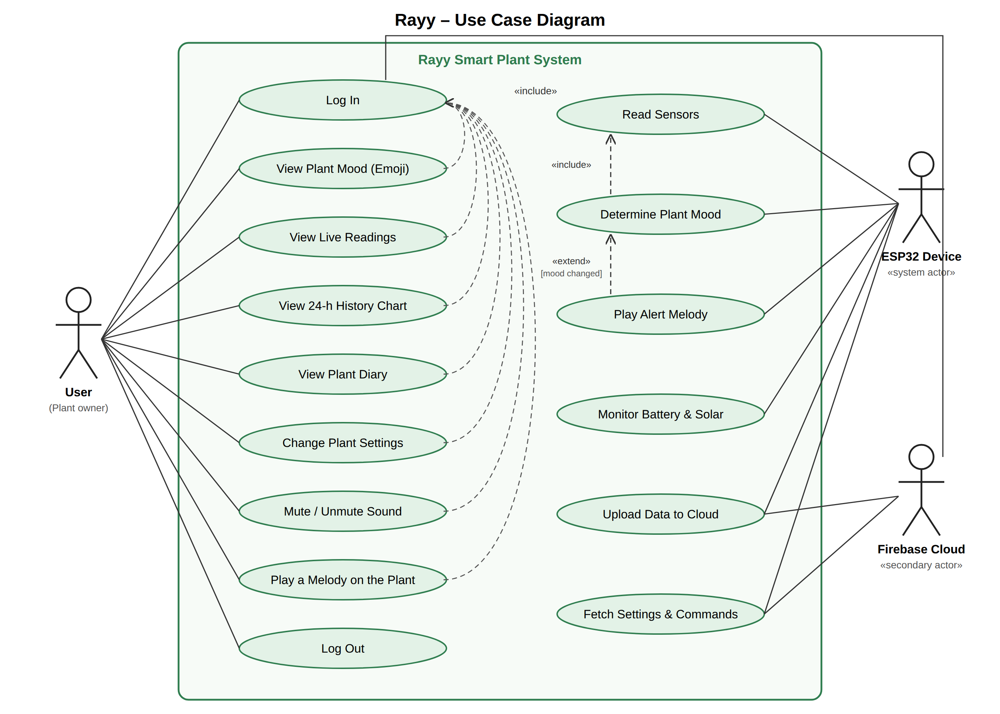 Rayy – Use Case Diagram
Rayy Smart Plant System
Log In
View Plant Mood (Emoji)
View Live Readings
View 24-h History Chart
View Plant Diary
Change Plant Settings
Mute / Unmute Sound
Play a Melody on the Plant
Log Out
«include»
Read Sensors
«include»
Determine Plant Mood
«extend»
[mood changed]
Play Alert Melody
Monitor Battery & Solar
Upload Data to Cloud
Fetch Settings & Commands
User
(Plant owner)
ESP32 Device
«system actor»
Firebase Cloud
«secondary actor»